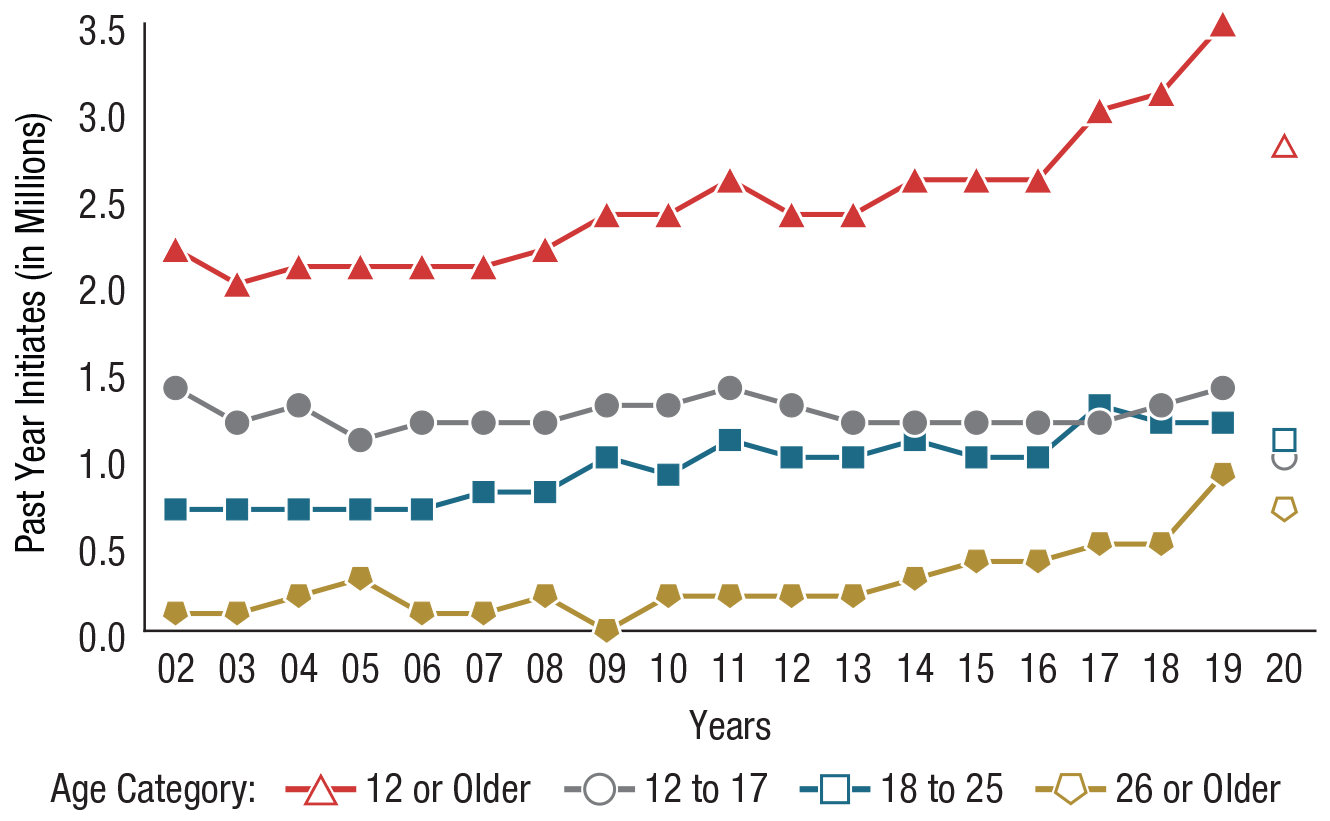 Past Year Initiates (in Millions)
3.5
3.0
2.5
2.0
1.5
1.0
0.5
0.0
02 03 04 05 06 07 08 09 10 11 12 13 14 15 16 17 18 19 20
Years
Age Category: 12 or Older 12 to 17 18 to 25 26 or Older